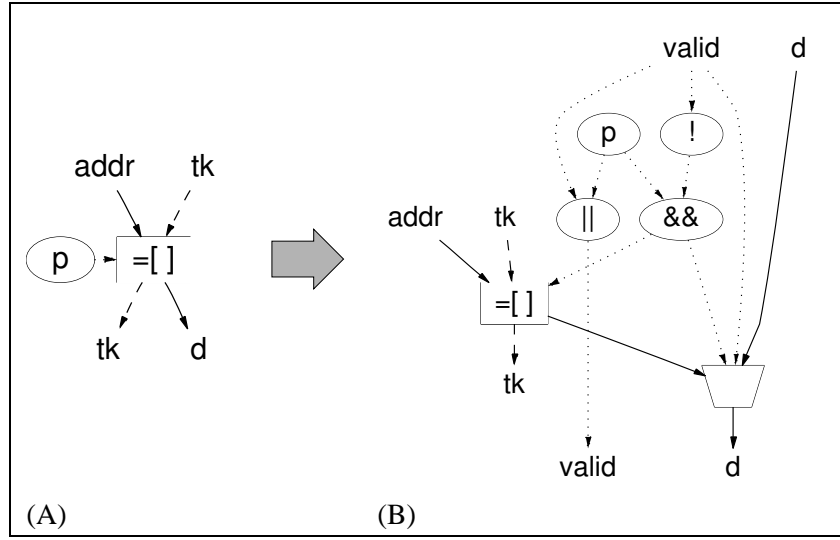 valid d
p !
addr tk
|| &&
addr tk
p =[ ]
=[ ]
tk d
tk
valid d
(A) (B)